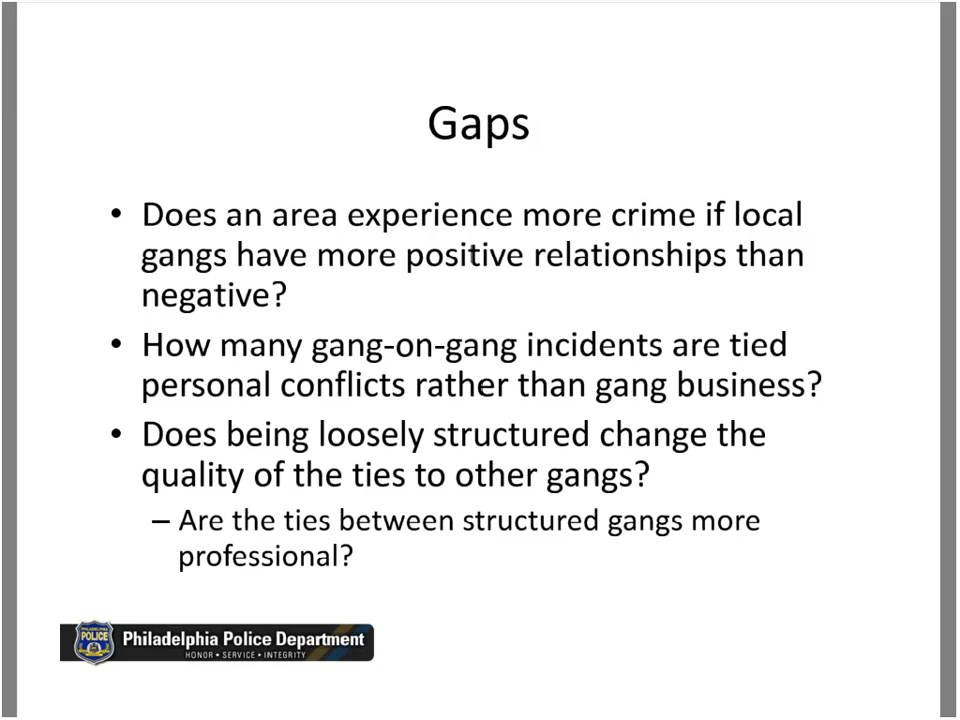 Gaps
• Does an area experience more crime if local
gangs have more positive relationships than
negative?
• How many gang-on-gang incidents are tied
personal conflicts rather than gang business?
• Does being loosely structured change the
quality of the ties to other gangs?
– Are the ties between structured gangs more
professional?
PHILADELPHIA
POLICE
Philadelphia Police Department
HONOR • SERVICE • INTEGRITY